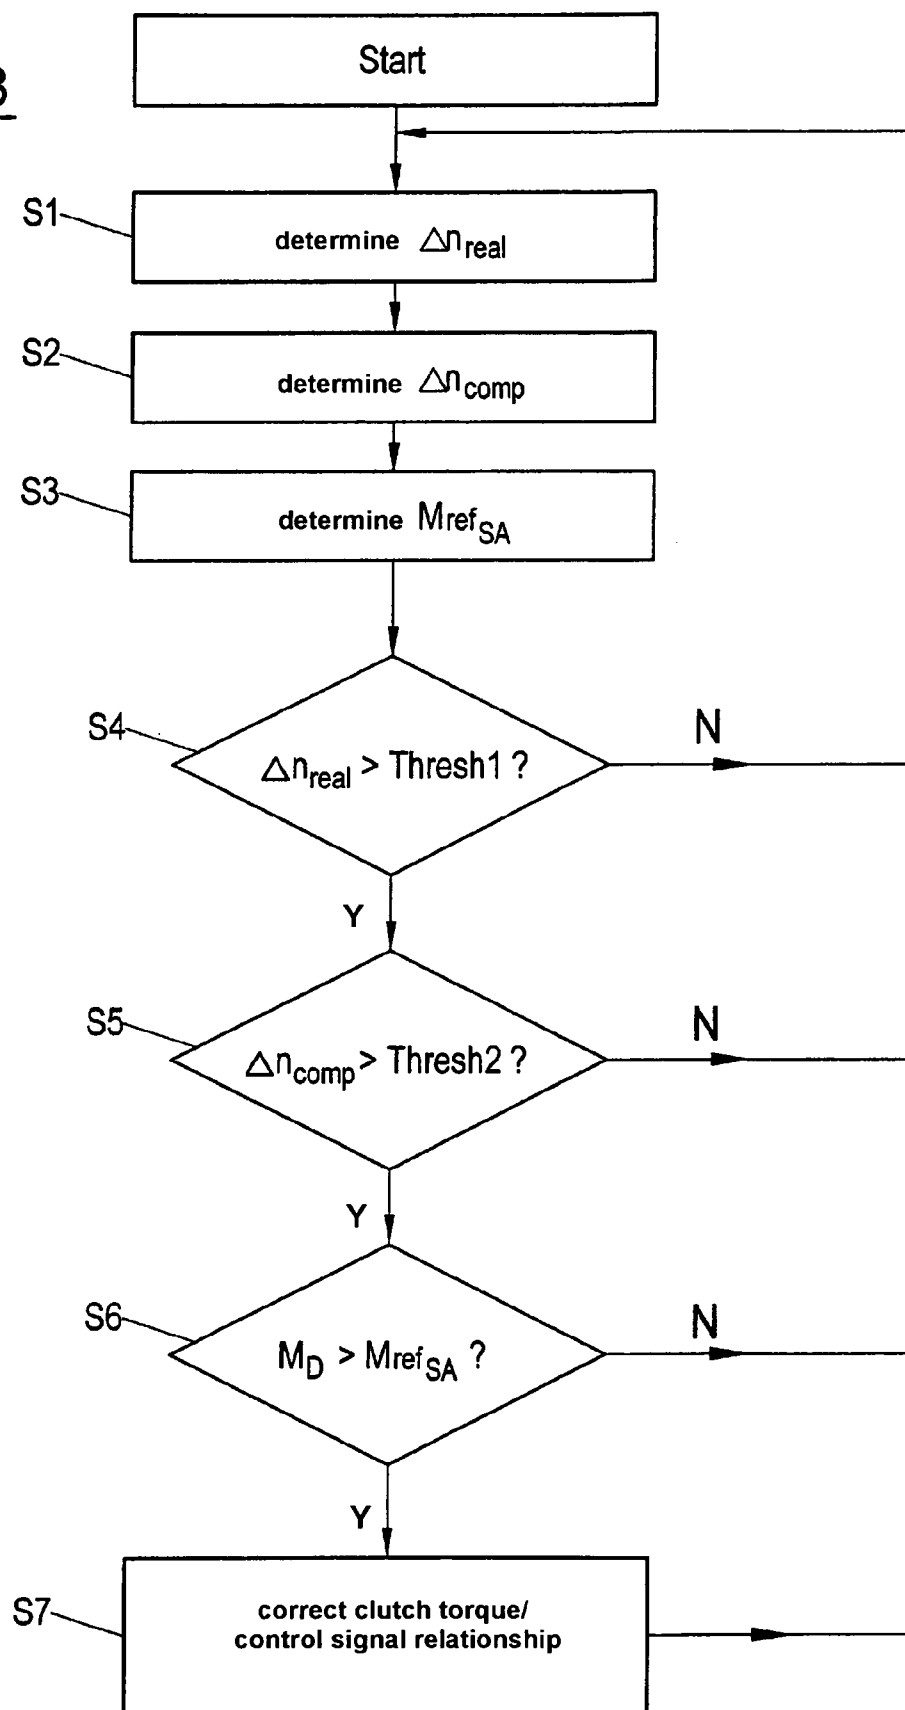 3
Start
S1
determine Δn_real
S2
determine Δn_comp
S3
determine Mref_SA
S4
Δn_real > Thresh1 ?
N
Y
S5
Δn_comp > Thresh2 ?
N
Y
S6
M_D > Mref_SA ?
N
Y
S7
correct clutch torque/
control signal relationship